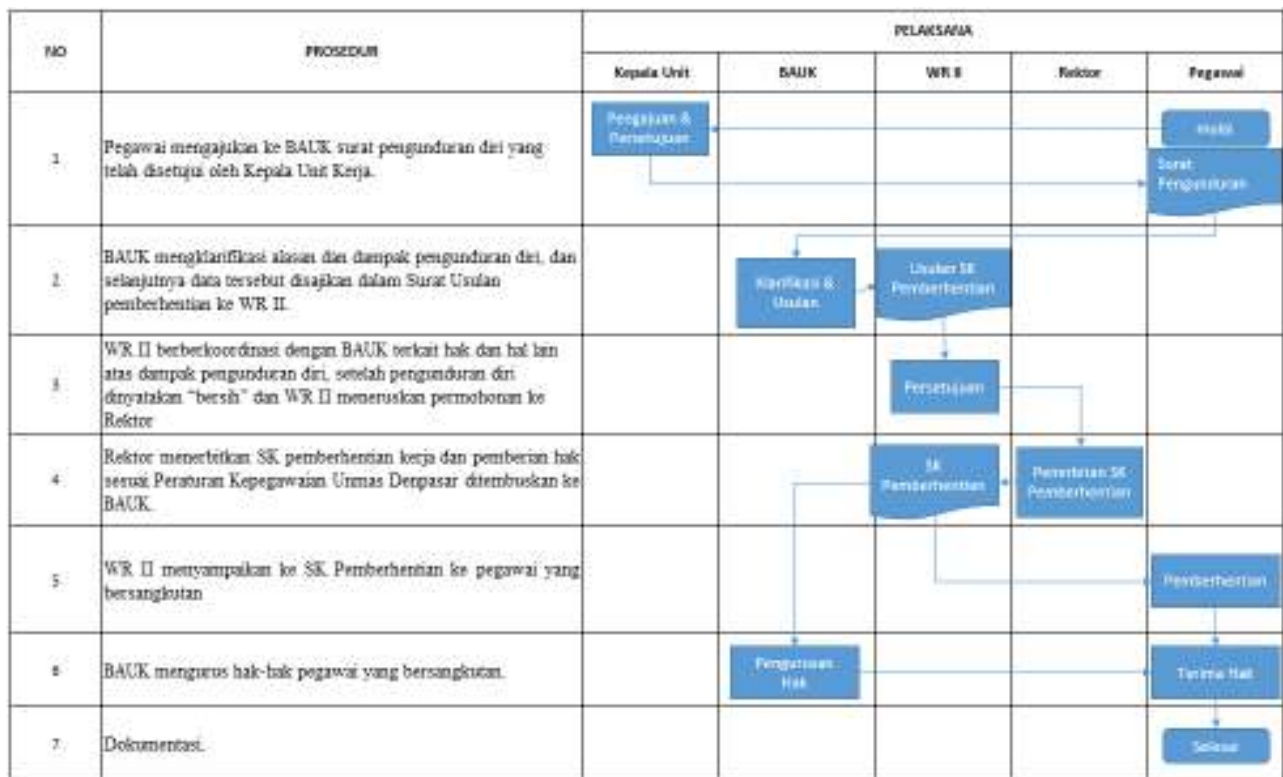 NO
PROSEDUR
PELAKSANA
Kepala Unit
BAUK
WR II
Rektor
Pegawai
1
Pegawai mengajukan ke BAUK surat pengunduran diri yang
telah disetujui oleh Kepala Unit Kerja.
Pengajuan &
Persetujuan
Mulai
Surat
Pengunduran
2
BAUK mengklarifikasi alasan dan dampak pengunduran diri, dan
selanjutnya data tersebut disajikan dalam Surat Usulan
pemberhentian ke WR II.
Klarifikasi &
Usulan
SK
Pemberhentian
3
WR II berberkoordinasi dengan BAUK terkait hak dan hal lain
atas dampak pengunduran diri, setelah pengunduran diri
dinyatakan "bersih" dan WR II meneruskan permohonan ke
Rektor
Persetujuan
4
Rektor menerbitkan SK pemberhentian kerja dan pemberian hak
sesuai Peraturan Kepegawaian Unmas Denpasar ditembuskan ke
BAUK.
SK
Pemberhentian
Penerbitan SK
Pemberhentian
5
WR II menyampaikan ke SK Pemberhentian ke pegawai yang
bersangkutan
Pemberhentian
6
BAUK mengurus hak-hak pegawai yang bersangkutan.
Pengurusan
Hak
Terima Hak
7
Dokumentasi.
Selesai